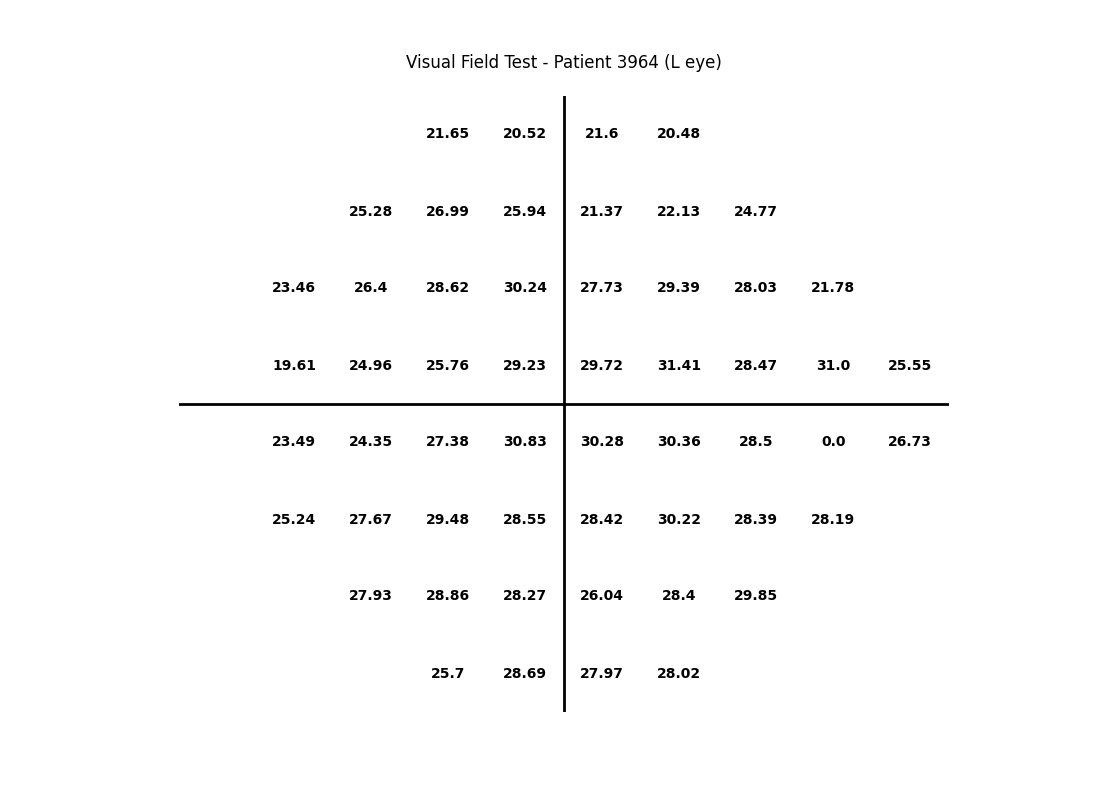 Visual Field Test - Patient 3964 (L eye)
21.65 20.52 21.6 20.48
25.28 26.99 25.94 21.37 22.13 24.77
23.46 26.4 28.62 30.24 27.73 29.39 28.03 21.78
19.61 24.96 25.76 29.23 29.72 31.41 28.47 31.0 25.55
23.49 24.35 27.38 30.83 30.28 30.36 28.5 0.0 26.73
25.24 27.67 29.48 28.55 28.42 30.22 28.39 28.19
27.93 28.86 28.27 26.04 28.4 29.85
25.7 28.69 27.97 28.02